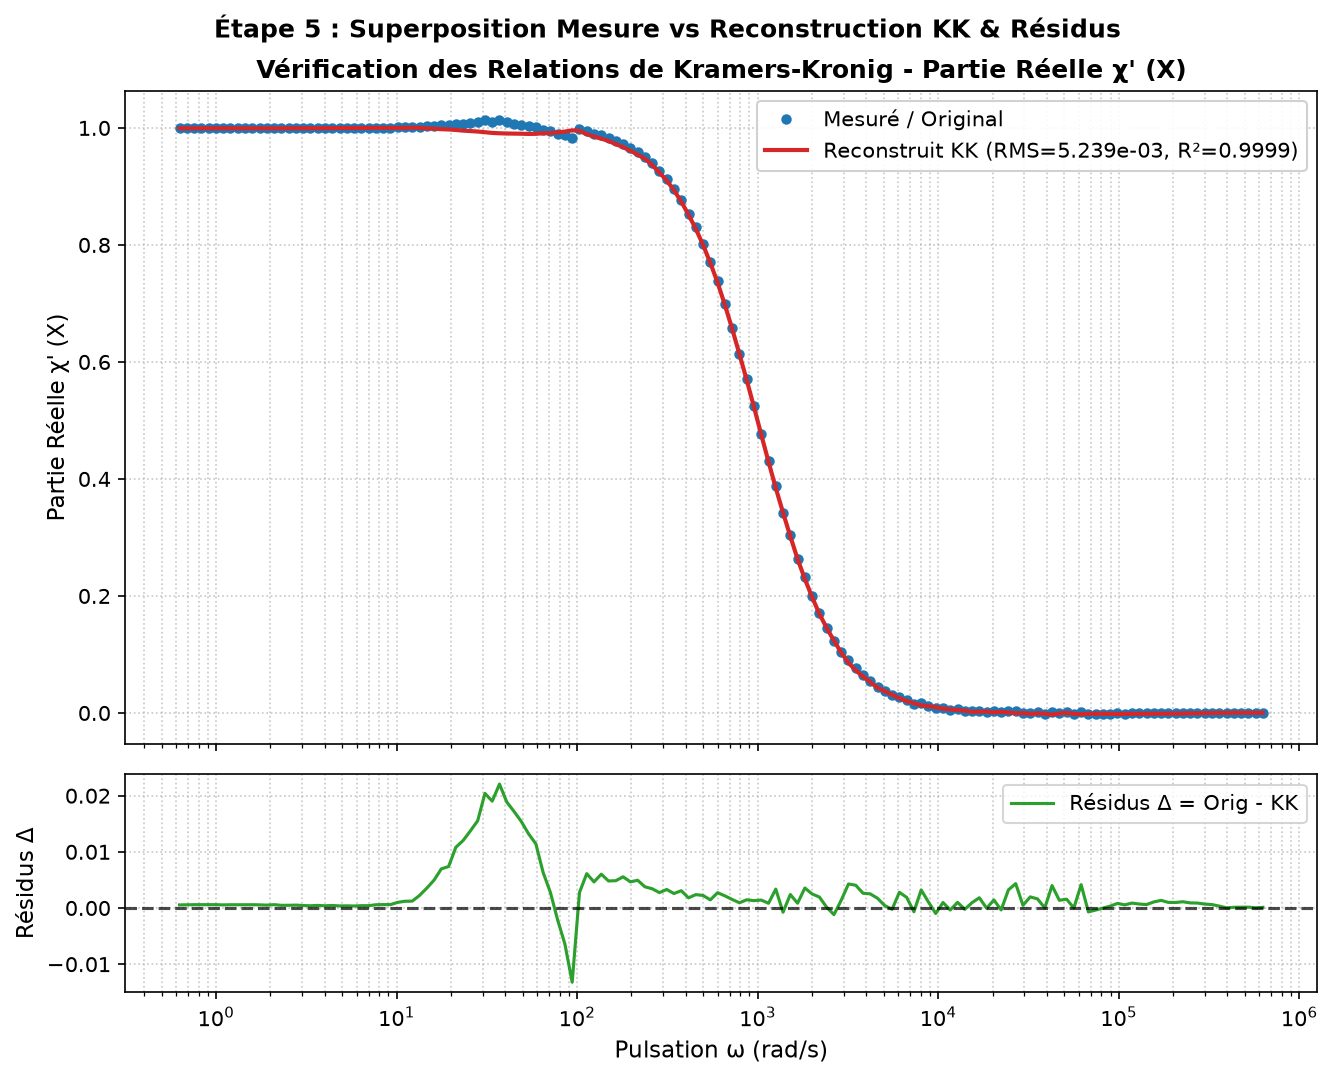 Étape 5 : Superposition Mesure vs Reconstruction KK & Résidus
Vérification des Relations de Kramers-Kronig - Partie Réelle χ' (X)
Mesuré / Original
Reconstruit KK (RMS=5.239e-03, R²=0.9999)
Partie Réelle χ' (X)
1.0
0.8
0.6
0.4
0.2
0.0
Résidus Δ = Orig - KK
Résidus Δ
0.02
0.01
0.00
−0.01
10⁰ 10¹ 10² 10³ 10⁴ 10⁵ 10⁶
Pulsation ω (rad/s)